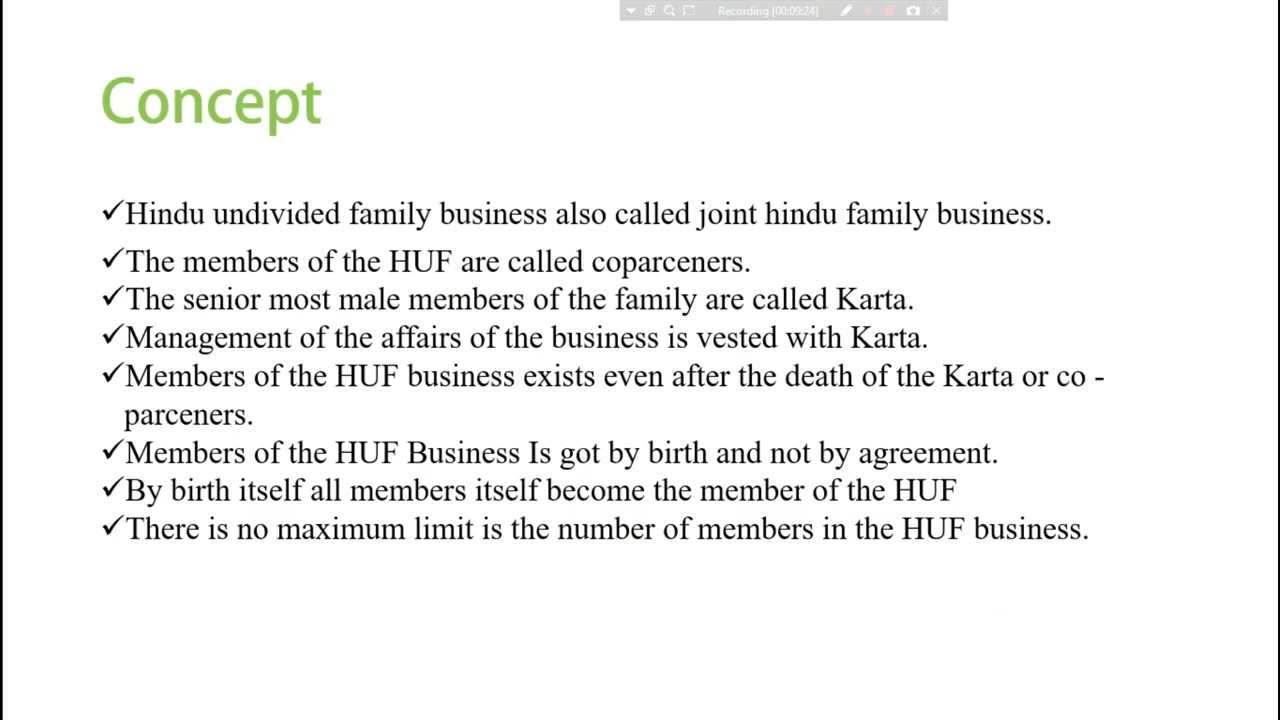 Recording [00:09:24]
Concept
✓Hindu undivided family business also called joint hindu family business.
✓The members of the HUF are called coparceners.
✓The senior most male members of the family are called Karta.
✓Management of the affairs of the business is vested with Karta.
✓Members of the HUF business exists even after the death of the Karta or co -
parceners.
✓Members of the HUF Business Is got by birth and not by agreement.
✓By birth itself all members itself become the member of the HUF
✓There is no maximum limit is the number of members in the HUF business.